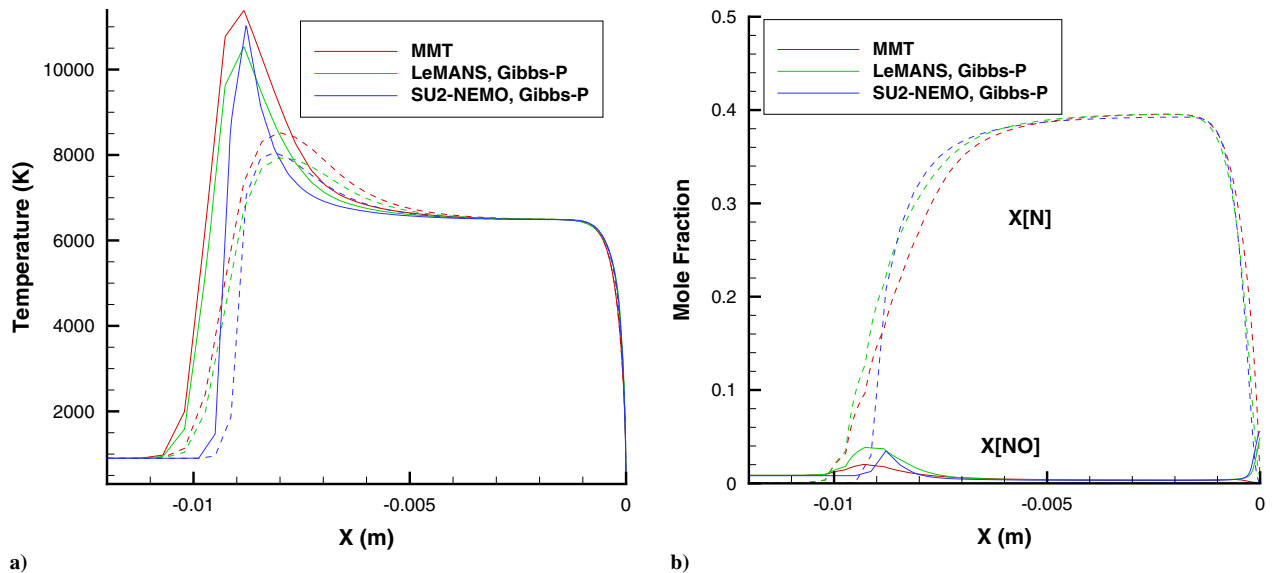 MMT
LeMANS, Gibbs-P
SU2-NEMO, Gibbs-P
10000
8000
6000
4000
2000
Temperature (K)
-0.01
-0.005
0
X (m)
a)
MMT
LeMANS, Gibbs-P
SU2-NEMO, Gibbs-P
0.5
0.4
0.3
0.2
0.1
0
Mole Fraction
X[N]
X[NO]
-0.01
-0.005
0
X (m)
b)